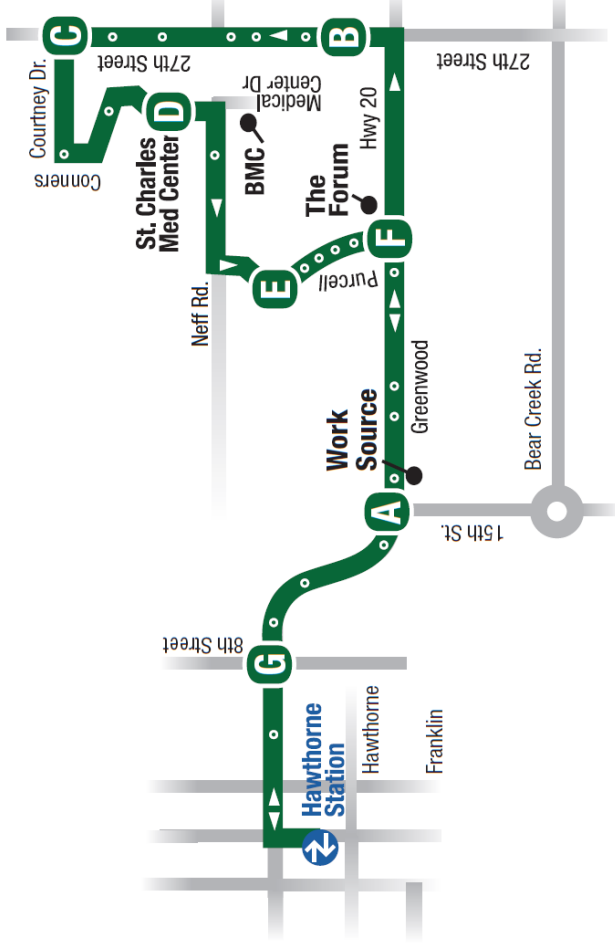 C
B
27th Street
27th Street
Courtney Dr.
Conners
D
St. Charles
Med Center
Medical
Center Dr
BMC
The
Forum
Hwy 20
F
E
Purcell
Neff Rd.
Greenwood
Work
Source
Bear Creek Rd.
A
15th St.
8th Street
G
Hawthorne
Station
Hawthorne
Franklin